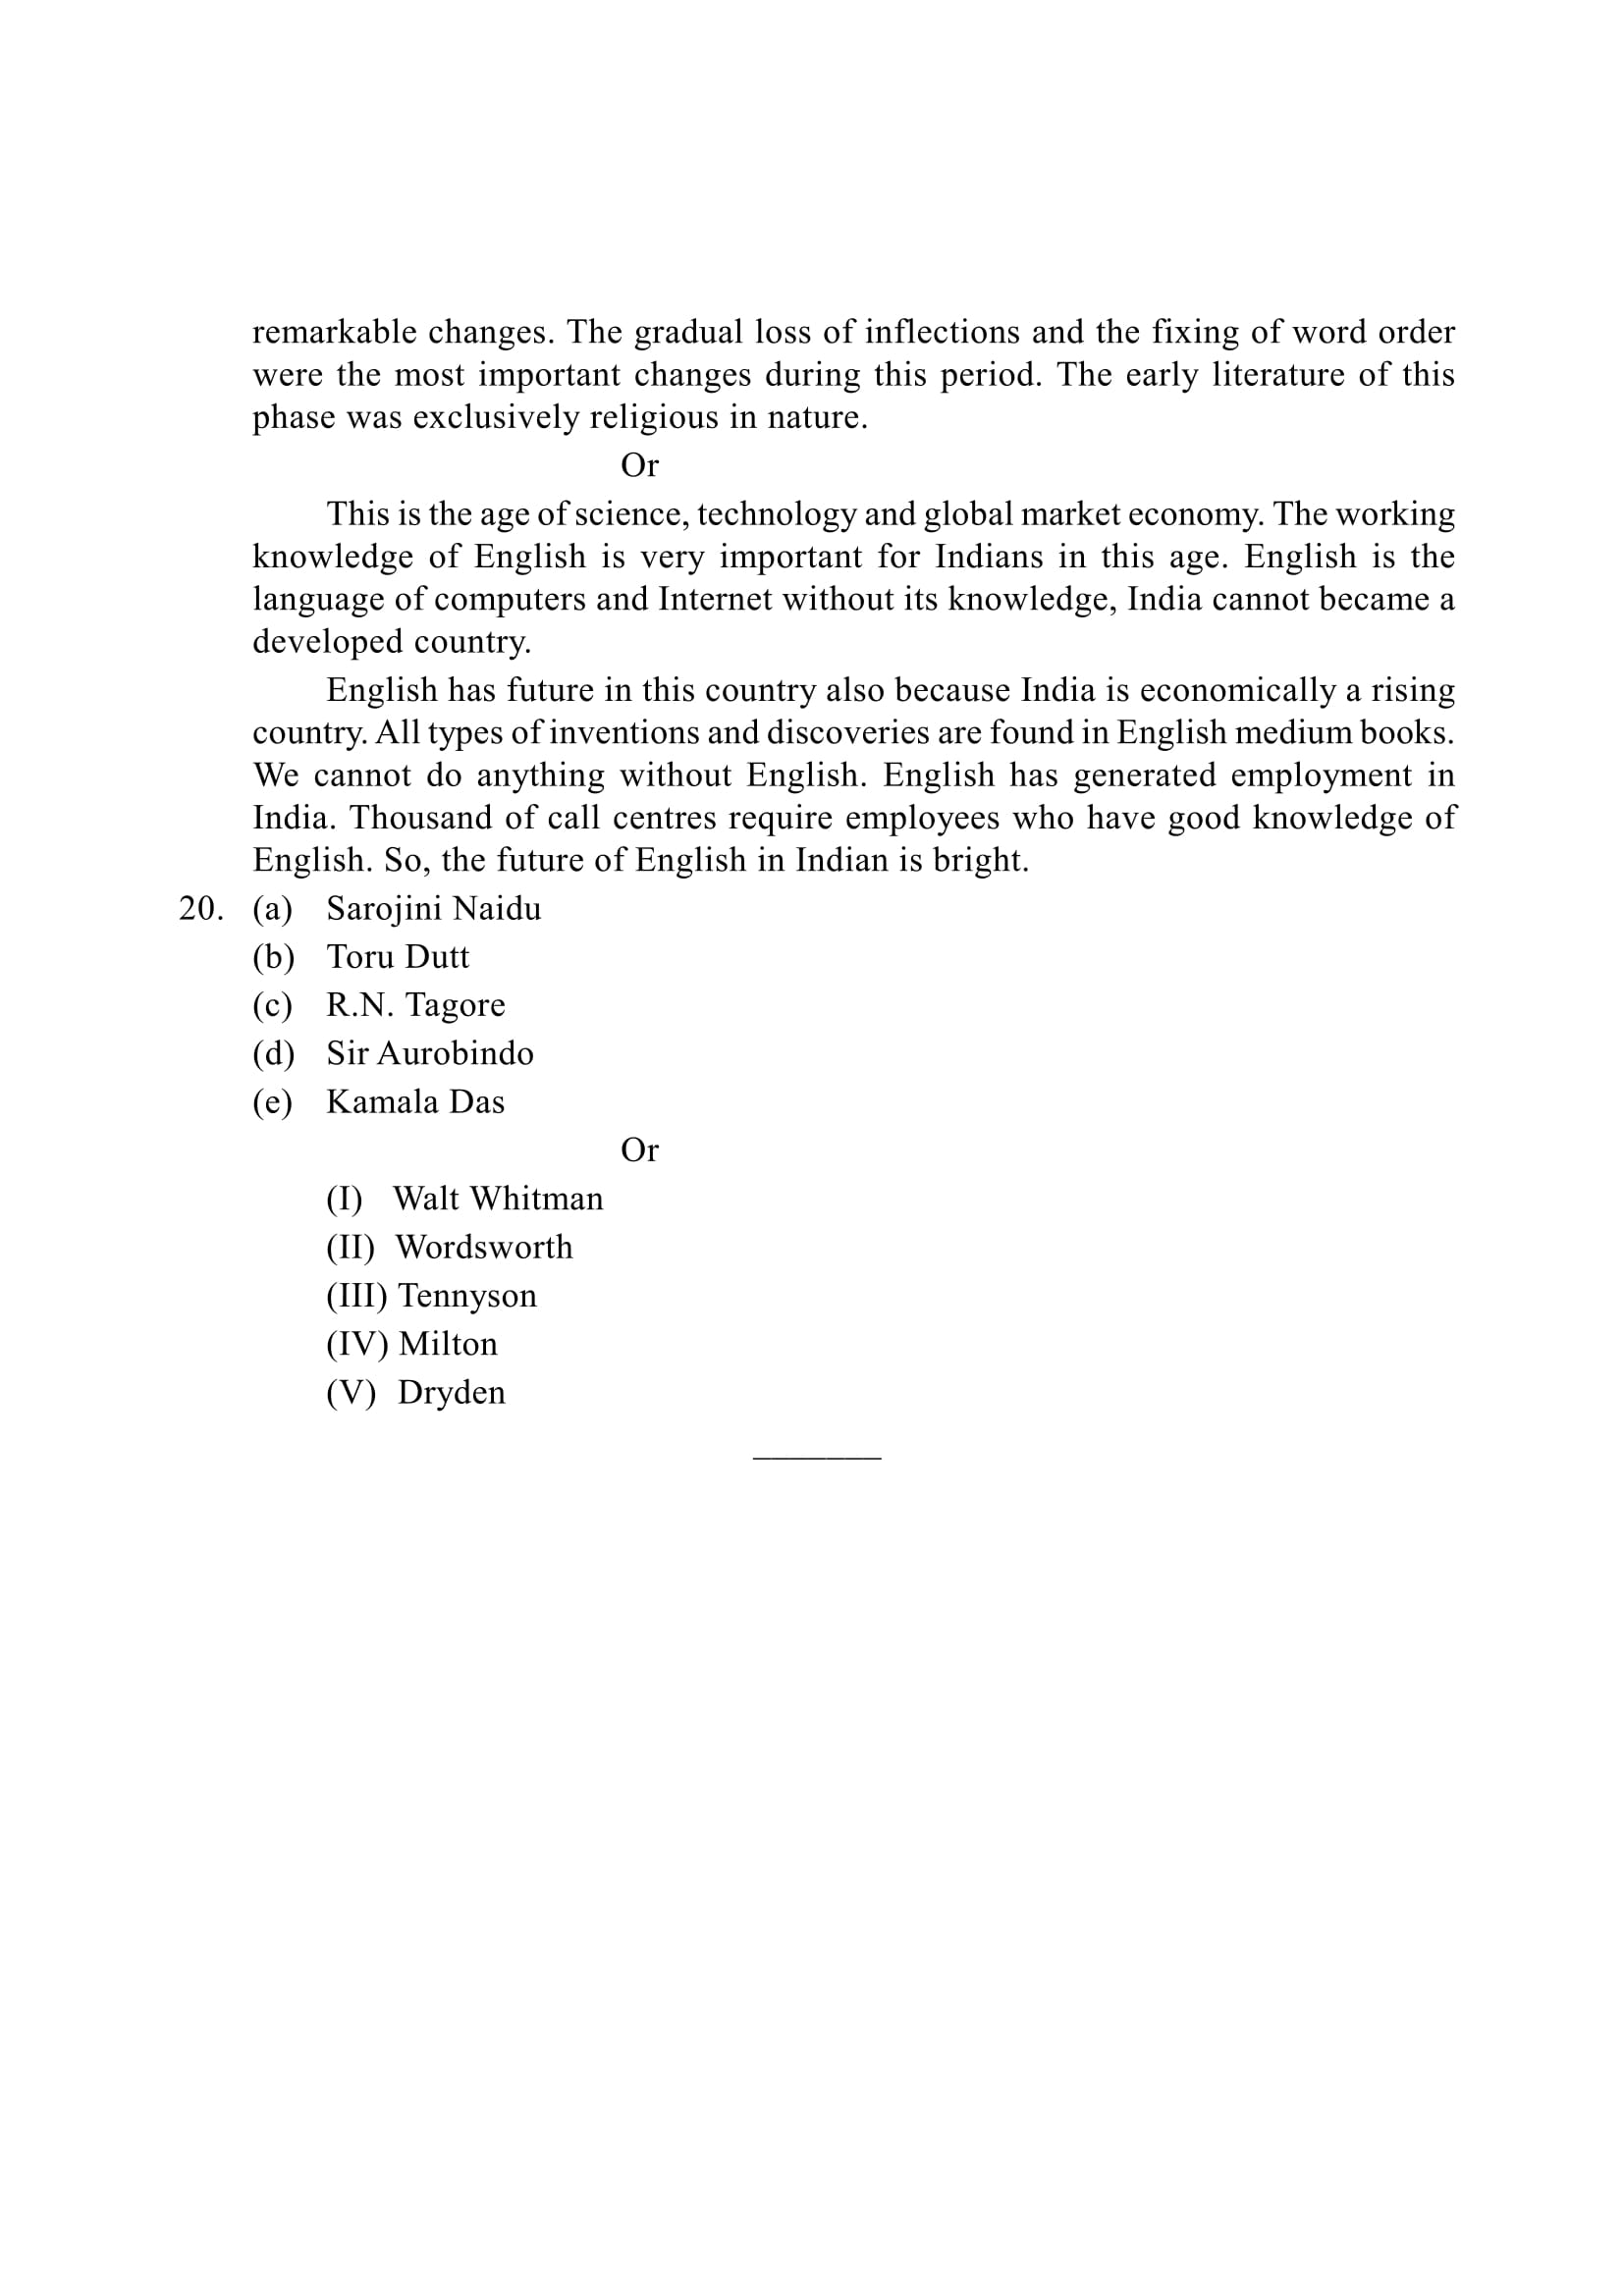 remarkable changes. The gradual loss of inflections and the fixing of word order
were the most important changes during this period. The early literature of this
phase was exclusively religious in nature.
Or
This is the age of science, technology and global market economy. The working
knowledge of English is very important for Indians in this age. English is the
language of computers and Internet without its knowledge, India cannot became a
developed country.
English has future in this country also because India is economically a rising
country. All types of inventions and discoveries are found in English medium books.
We cannot do anything without English. English has generated employment in
India. Thousand of call centres require employees who have good knowledge of
English. So, the future of English in Indian is bright.
20. (a) Sarojini Naidu
(b) Toru Dutt
(c) R.N. Tagore
(d) Sir Aurobindo
(e) Kamala Das
Or
(I) Walt Whitman
(II) Wordsworth
(III) Tennyson
(IV) Milton
(V) Dryden